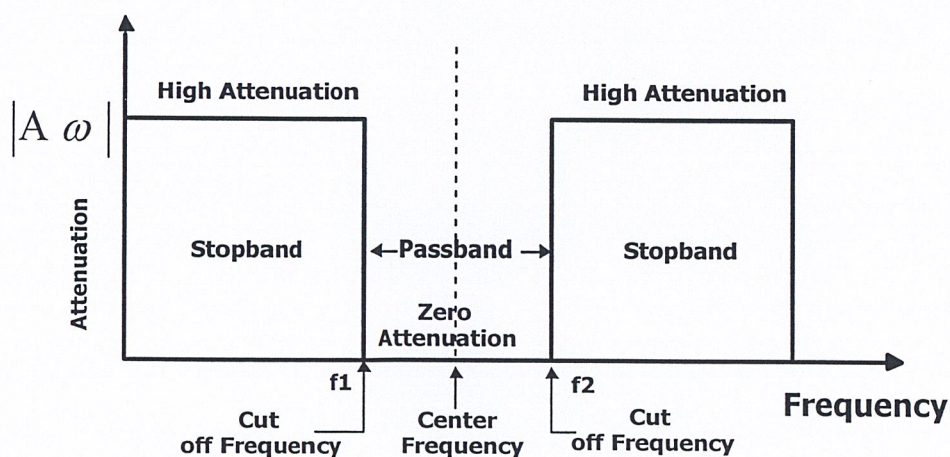 High Attenuation
High Attenuation
|A ω|
Attenuation
Stopband
Passband
Stopband
Zero
Attenuation
f1
f2
Frequency
Cut
off Frequency
Center
Frequency
Cut
off Frequency